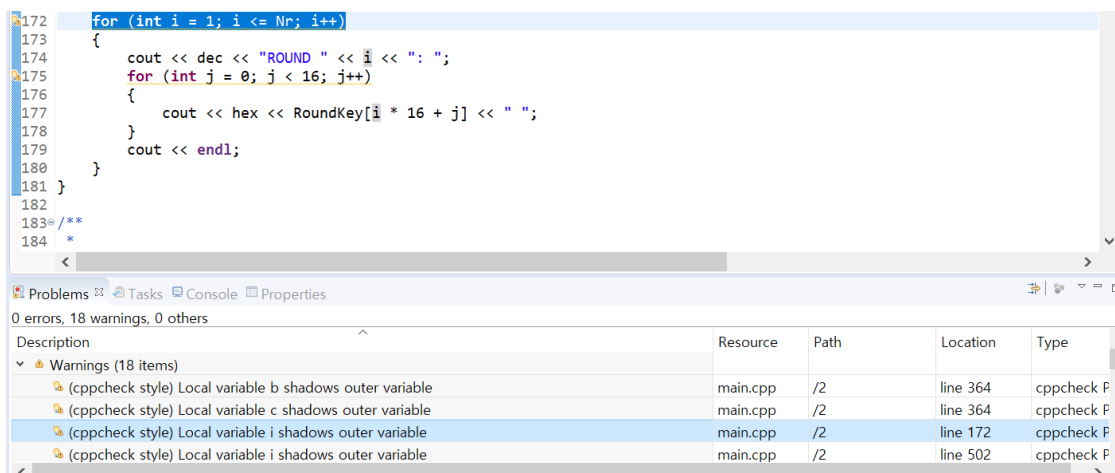 172 for (int i = 1; i <= Nr; i++)
173 {
174 cout << dec << "ROUND " << i << ": ";
175 for (int j = 0; j < 16; j++)
176 {
177 cout << hex << RoundKey[i * 16 + j] << " ";
178 }
179 cout << endl;
180 }
181 }
182
183 /**
184 *
Problems Tasks Console Properties
0 errors, 18 warnings, 0 others
Description Resource Path Location Type
Warnings (18 items)
(cppcheck style) Local variable b shadows outer variable main.cpp /2 line 364 cppcheck P
(cppcheck style) Local variable c shadows outer variable main.cpp /2 line 364 cppcheck P
(cppcheck style) Local variable i shadows outer variable main.cpp /2 line 172 cppcheck P
(cppcheck style) Local variable i shadows outer variable main.cpp /2 line 502 cppcheck P